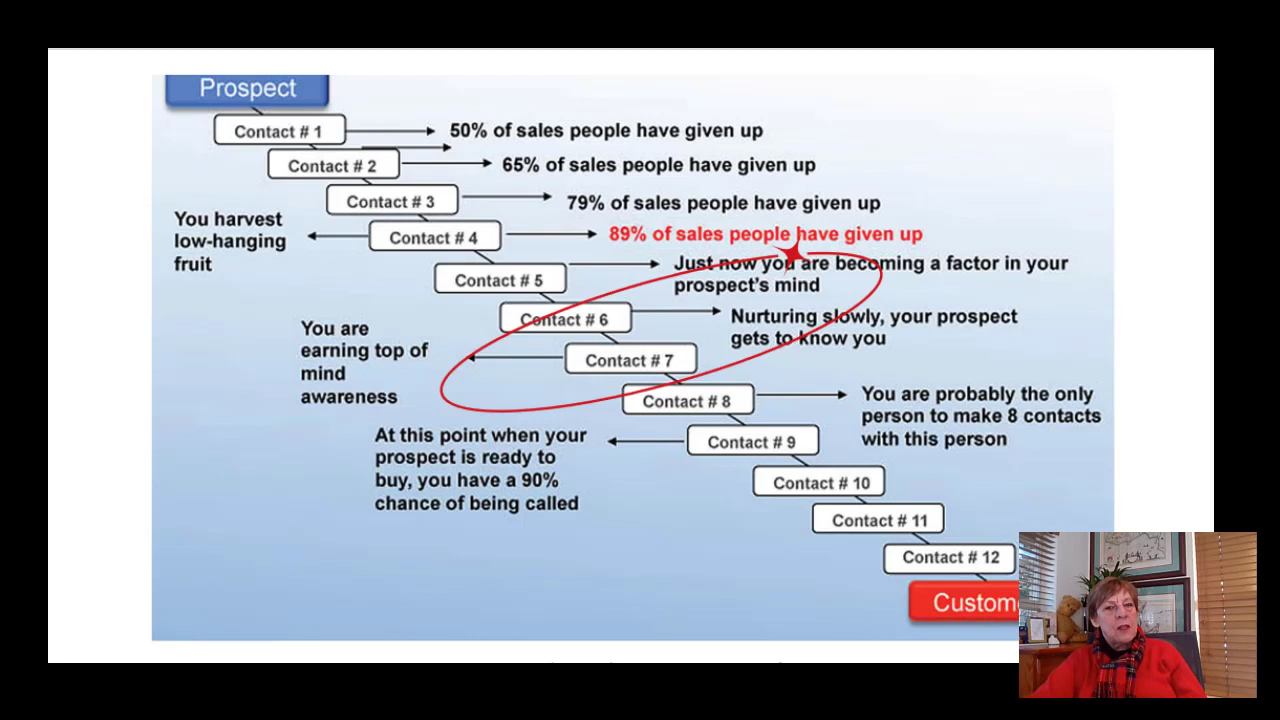 Prospect
Contact # 1
50% of sales people have given up
Contact # 2
65% of sales people have given up
Contact # 3
79% of sales people have given up
You harvest
low-hanging
fruit
Contact # 4
89% of sales people have given up
Contact # 5
Just now you are becoming a factor in your
prospect's mind
Contact # 6
Nurturing slowly, your prospect
gets to know you
You are
earning top of
mind
awareness
Contact # 7
Contact # 8
You are probably the only
person to make 8 contacts
with this person
At this point when your
prospect is ready to
buy, you have a 90%
chance of being called
Contact # 9
Contact # 10
Contact # 11
Contact # 12
Custom